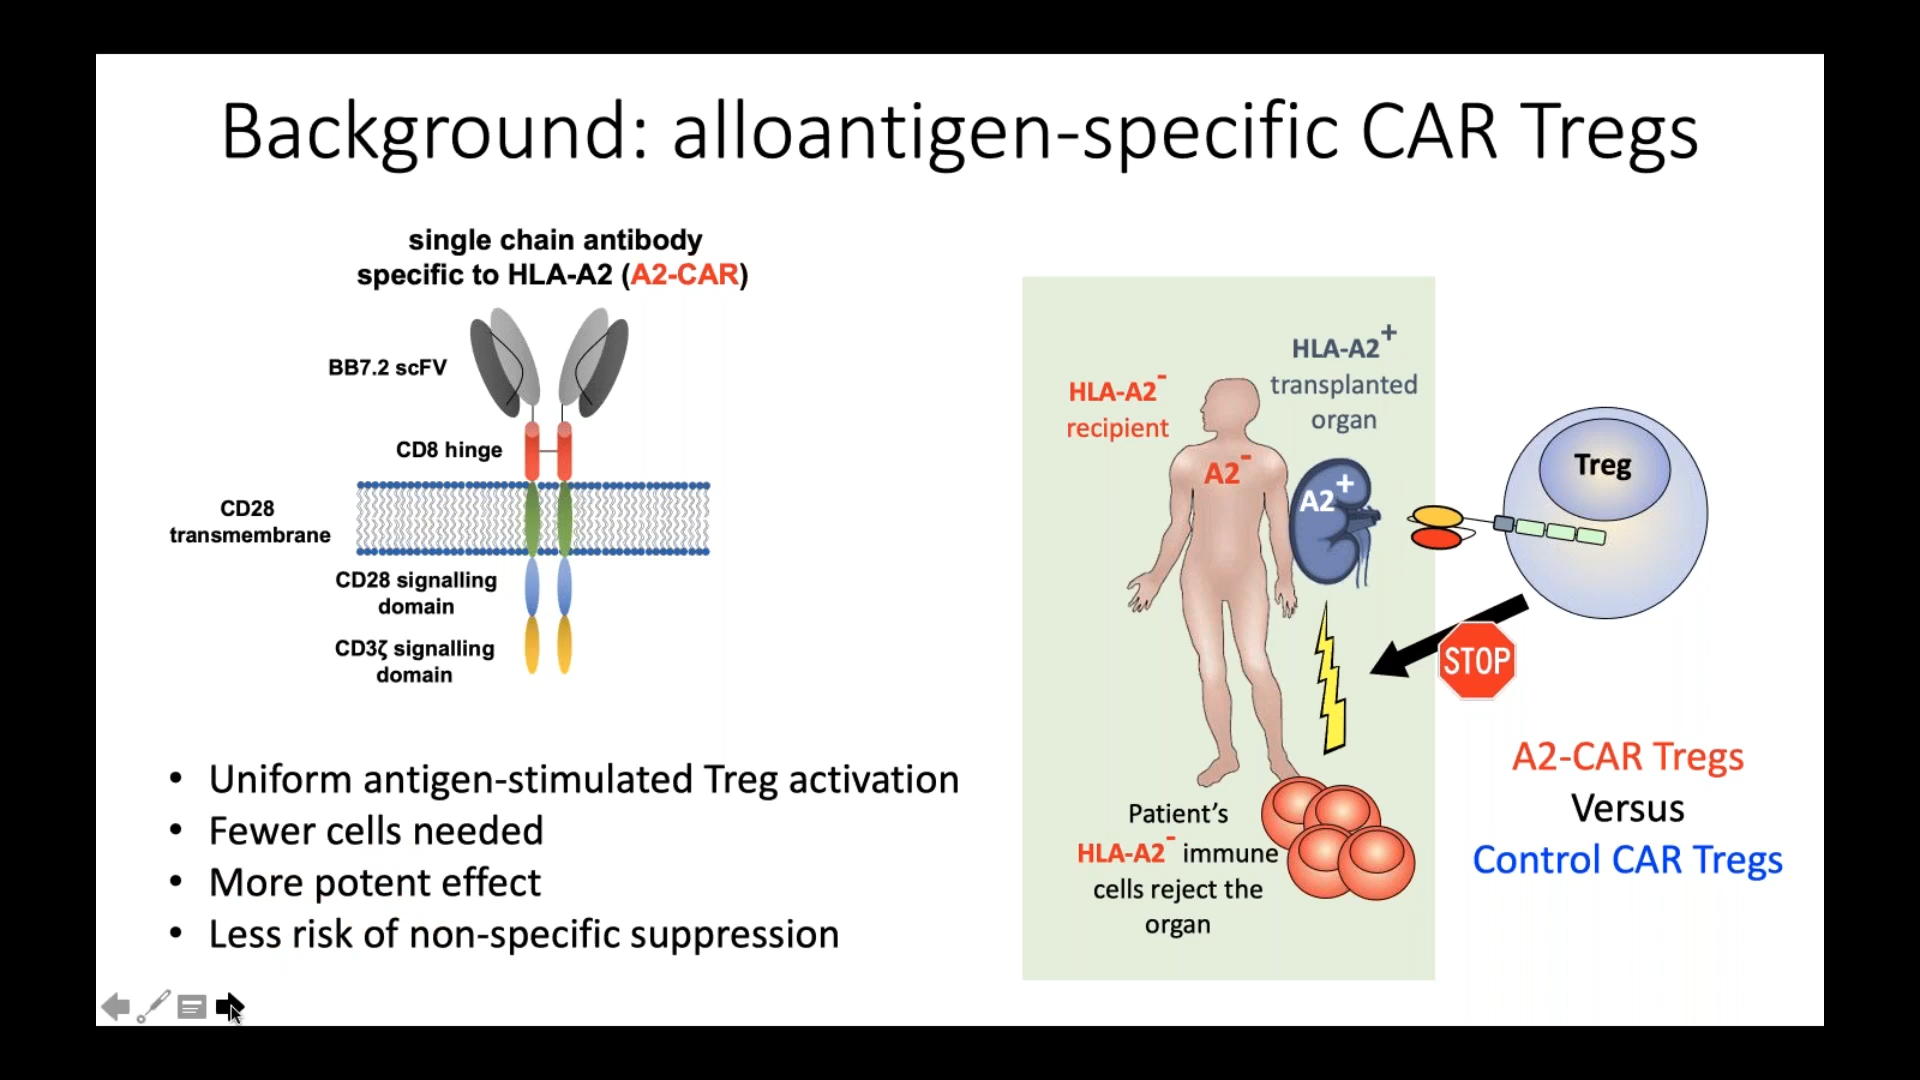 Background: alloantigen-specific CAR Tregs
single chain antibody
specific to HLA-A2 (A2-CAR)
BB7.2 scFV
CD8 hinge
CD28
transmembrane
CD28 signalling
domain
CD3ζ signalling
domain
• Uniform antigen-stimulated Treg activation
• Fewer cells needed
• More potent effect
• Less risk of non-specific suppression
HLA-A2⁻
recipient
HLA-A2⁺
transplanted
organ
A2⁻
A2⁺
Treg
STOP
Patient’s
HLA-A2⁻ immune
cells reject the
organ
A2-CAR Tregs
Versus
Control CAR Tregs